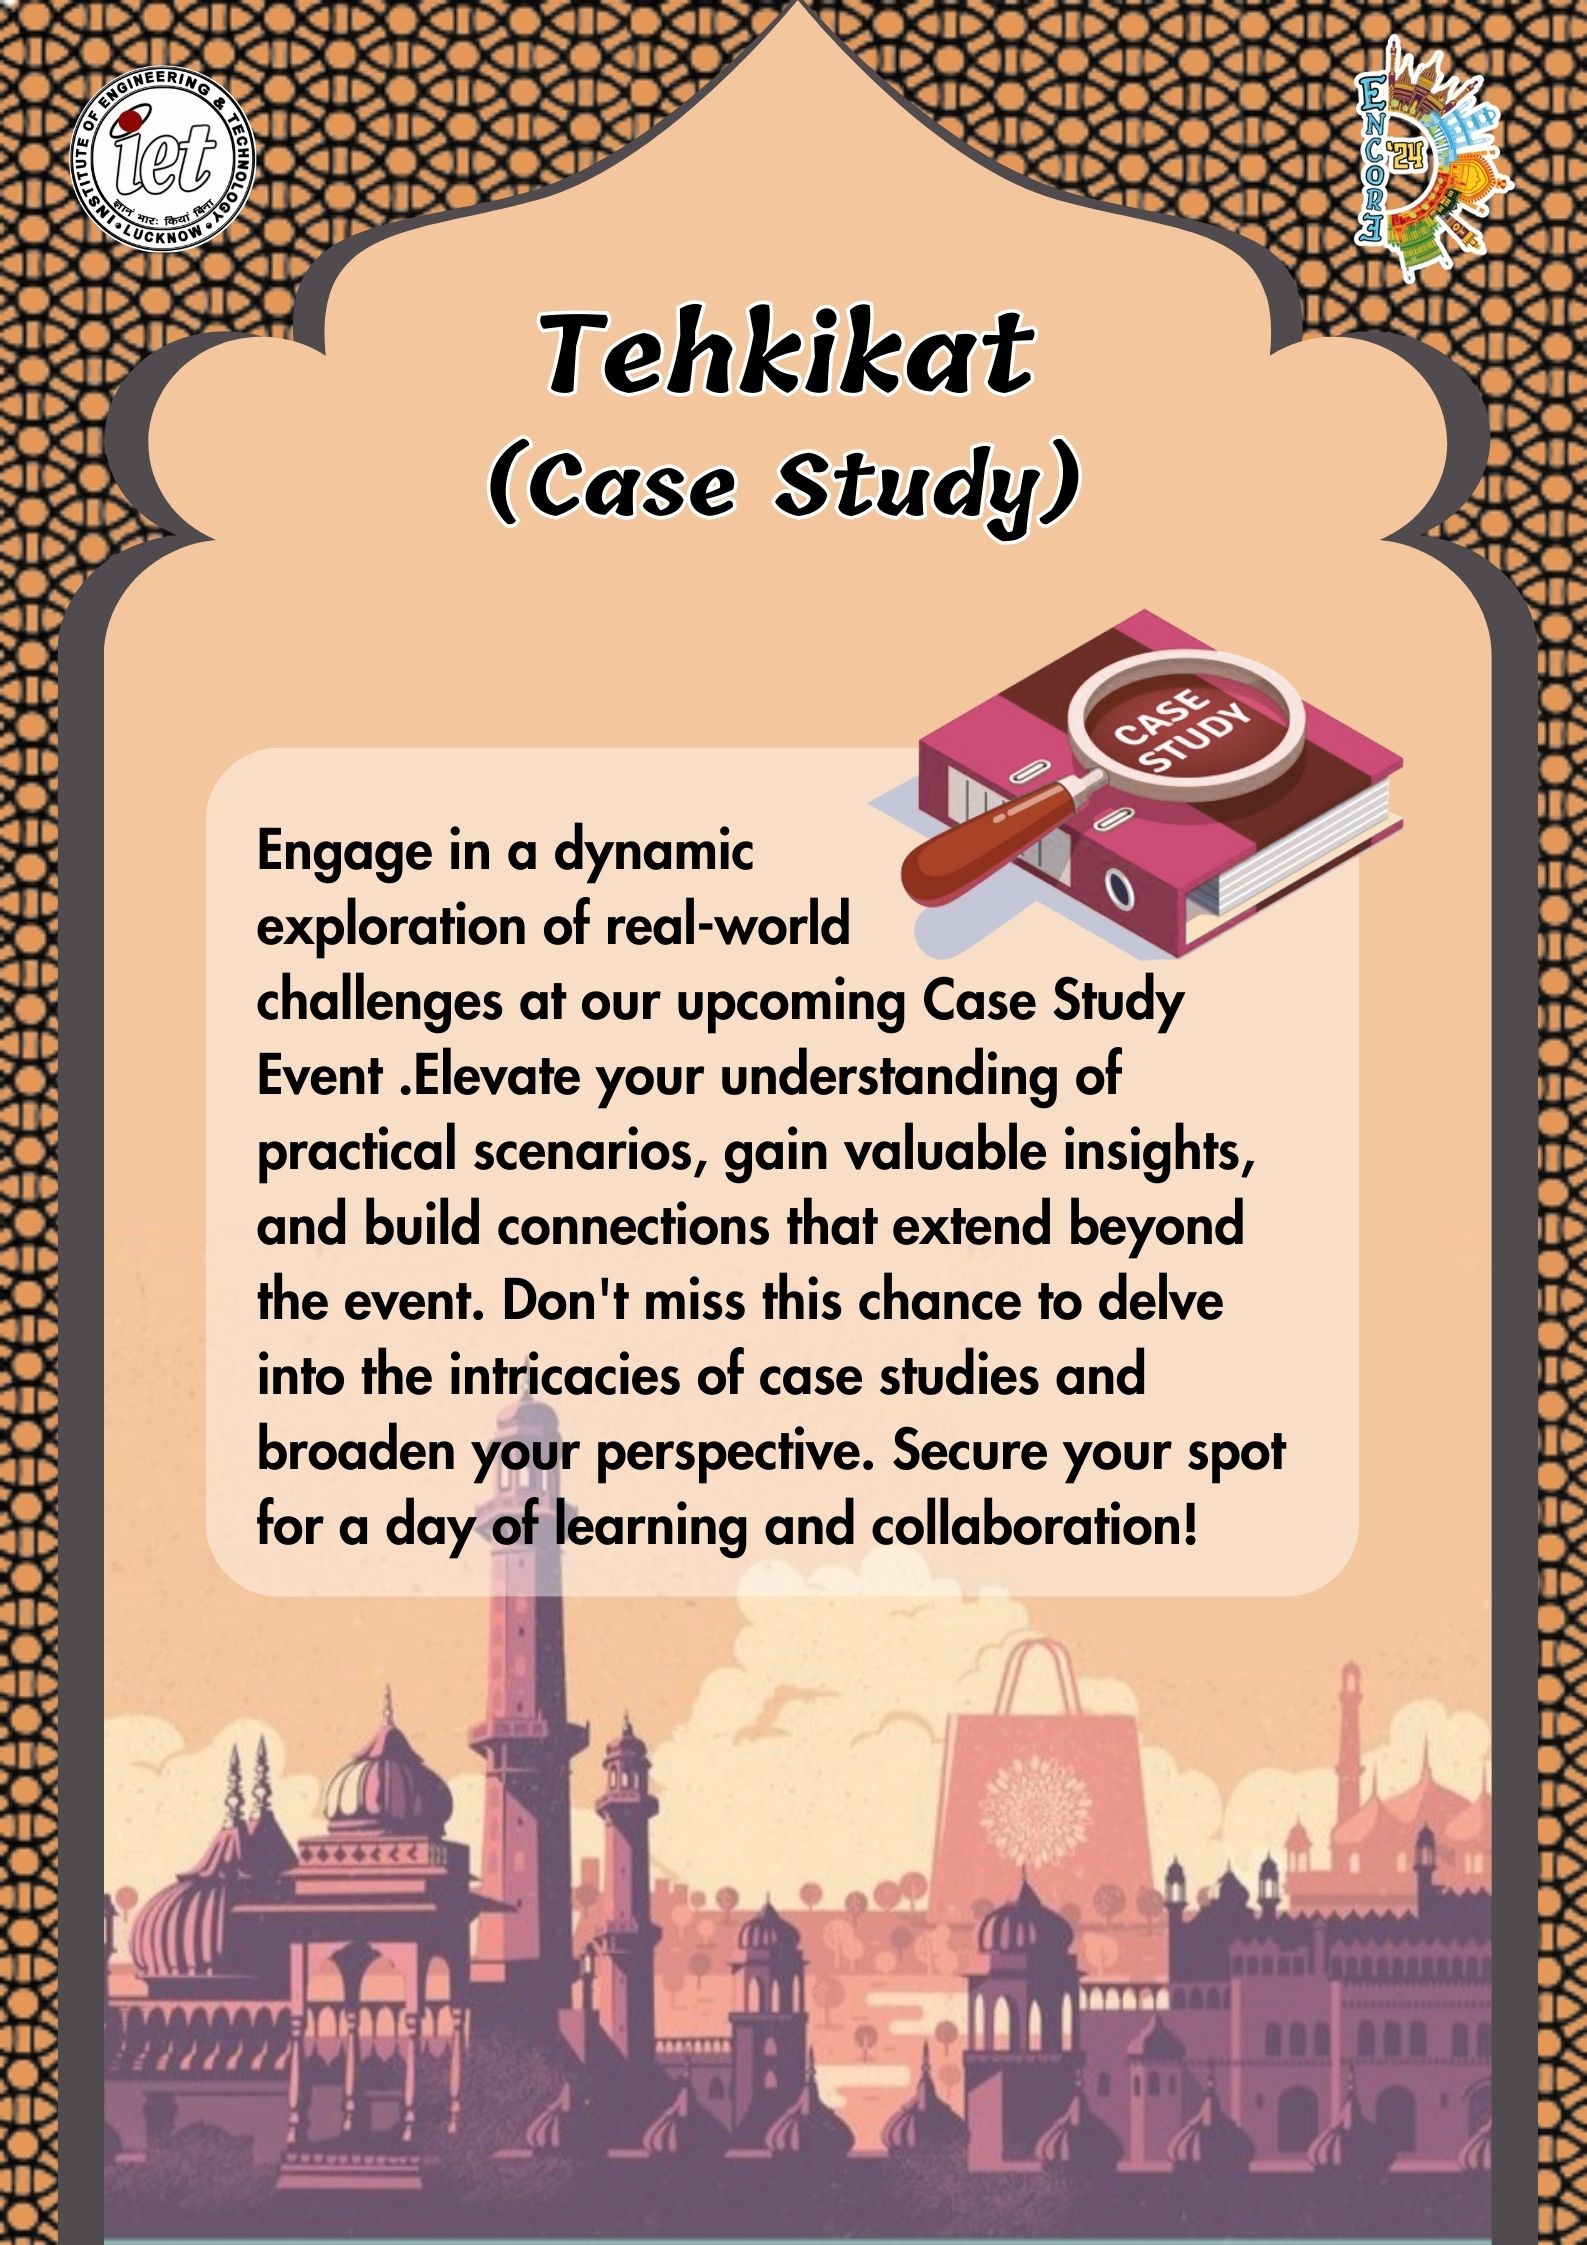 INSTITUTE OF ENGINEERING & TECHNOLOGY
iet
ज्ञानं भारः क्रियां बिना
• LUCKNOW •
ENCORE
'24
Tehkikat
(Case Study)
CASE
STUDY
Engage in a dynamic
exploration of real-world
challenges at our upcoming Case Study
Event .Elevate your understanding of
practical scenarios, gain valuable insights,
and build connections that extend beyond
the event. Don't miss this chance to delve
into the intricacies of case studies and
broaden your perspective. Secure your spot
for a day of learning and collaboration!